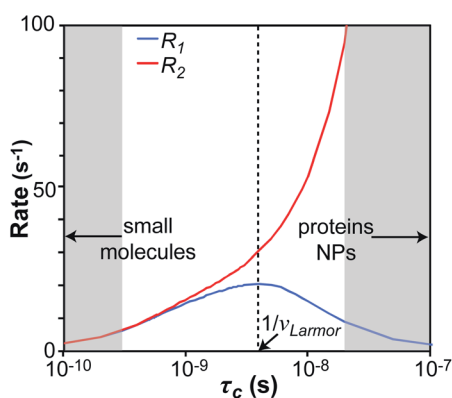 100
R₁
R₂
Rate (s⁻¹)
50
small
molecules
proteins
NPs
1/νLarmor
0
10⁻¹⁰
10⁻⁹
10⁻⁸
10⁻⁷
τc (s)